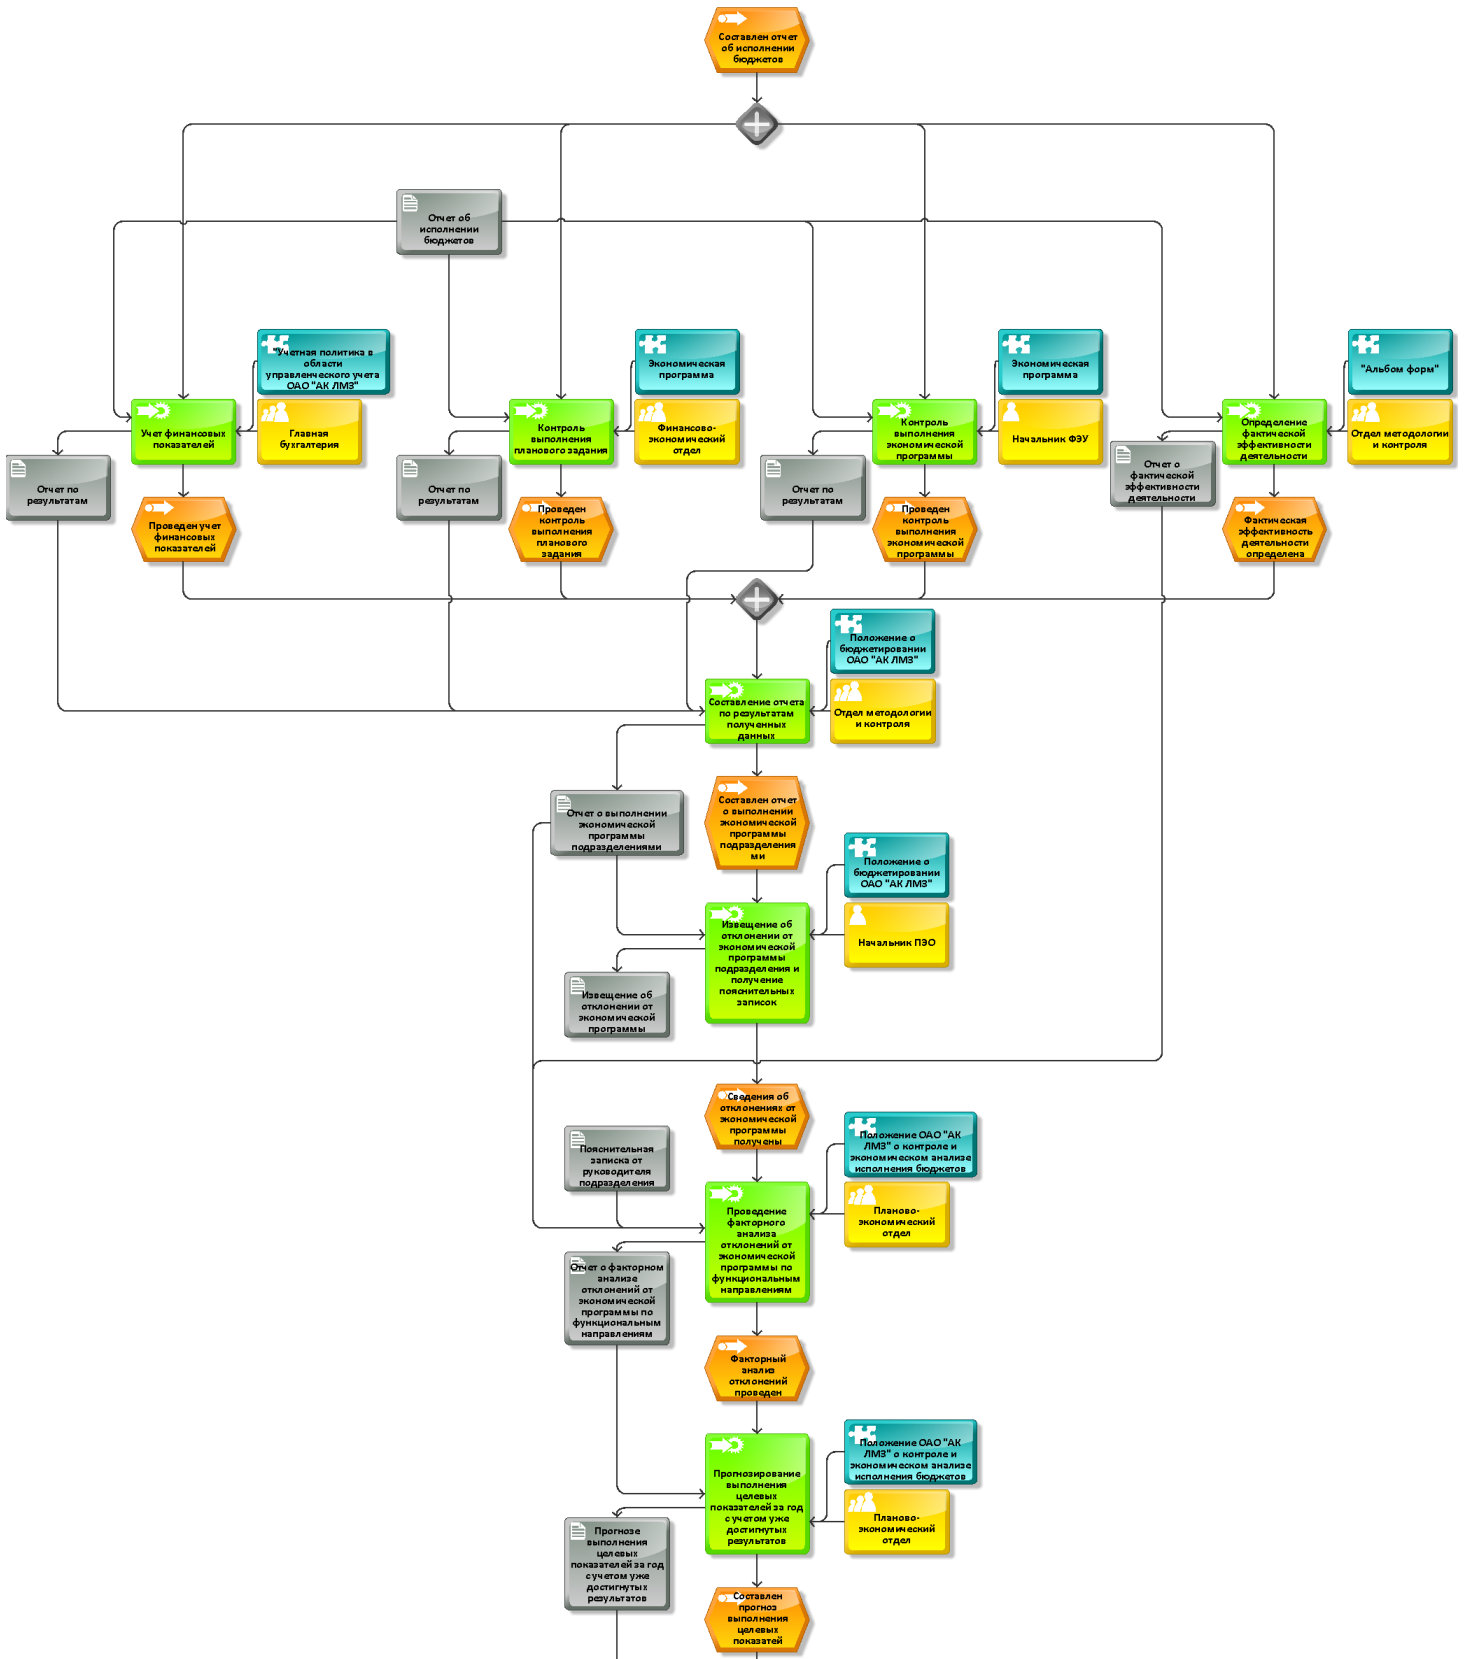 Составлен отчет
об исполнении
бюджетов
Отчет об
исполнении
бюджетов
"Учетная политика в
области
управленческого учета
ОАО "АК ЛМЗ"
Экономическая
программа
Экономическая
программа
"Альбом форм"
Учет финансовых
показателей
Главная
бухгалтерия
Контроль
выполнения
планового задания
Финансово-
экономический
отдел
Контроль
выполнения
экономической
программы
Начальник ФЭУ
Определение
фактической
эффективности
деятельности
Отдел методологии
и контроля
Отчет по
результатам
Отчет по
результатам
Отчет по
результатам
Отчет о
фактической
эффективности
деятельности
Проведен учет
финансовых
показателей
Проведен
контроль
выполнения
планового
задания
Проведен
контроль
выполнения
экономической
программы
Фактическая
эффективность
деятельности
определена
Положение о
бюджетировании
ОАО "АК ЛМЗ"
Составление отчета
по результатам
полученных
данных
Отдел методологии
и контроля
Отчет о выполнении
экономической
программы
подразделениями
Составлен отчет
о выполнении
экономической
программы
подразделения
ми
Положение о
бюджетировании
ОАО "АК ЛМЗ"
Извещение об
отклонении от
экономической
программы
подразделения и
получение
пояснительных
записок
Начальник ПЭО
Извещение об
отклонении от
экономической
программы
Сведения об
отклонениях от
экономической
программы
получены
Пояснительная
записка от
руководителя
подразделения
Положение ОАО "АК
ЛМЗ" о контроле и
экономическом анализе
исполнения бюджетов
Проведение
факторного
анализа
отклонений от
экономической
программы по
функциональным
направлениям
Планово-
экономический
отдел
Отчет о факторном
анализе
отклонений от
экономической
программы по
функциональным
направлениям
Факторный
анализ
отклонений
проведен
Положение ОАО "АК
ЛМЗ" о контроле и
экономическом анализе
исполнения бюджетов
Прогнозирование
выполнения
целевых
показателей за год
с учетом уже
достигнутых
результатов
Планово-
экономический
отдел
Прогнозе
выполнения
целевых
показателей за год
с учетом уже
достигнутых
результатов
Составлен
прогноз
выполнения
целевых
показатей